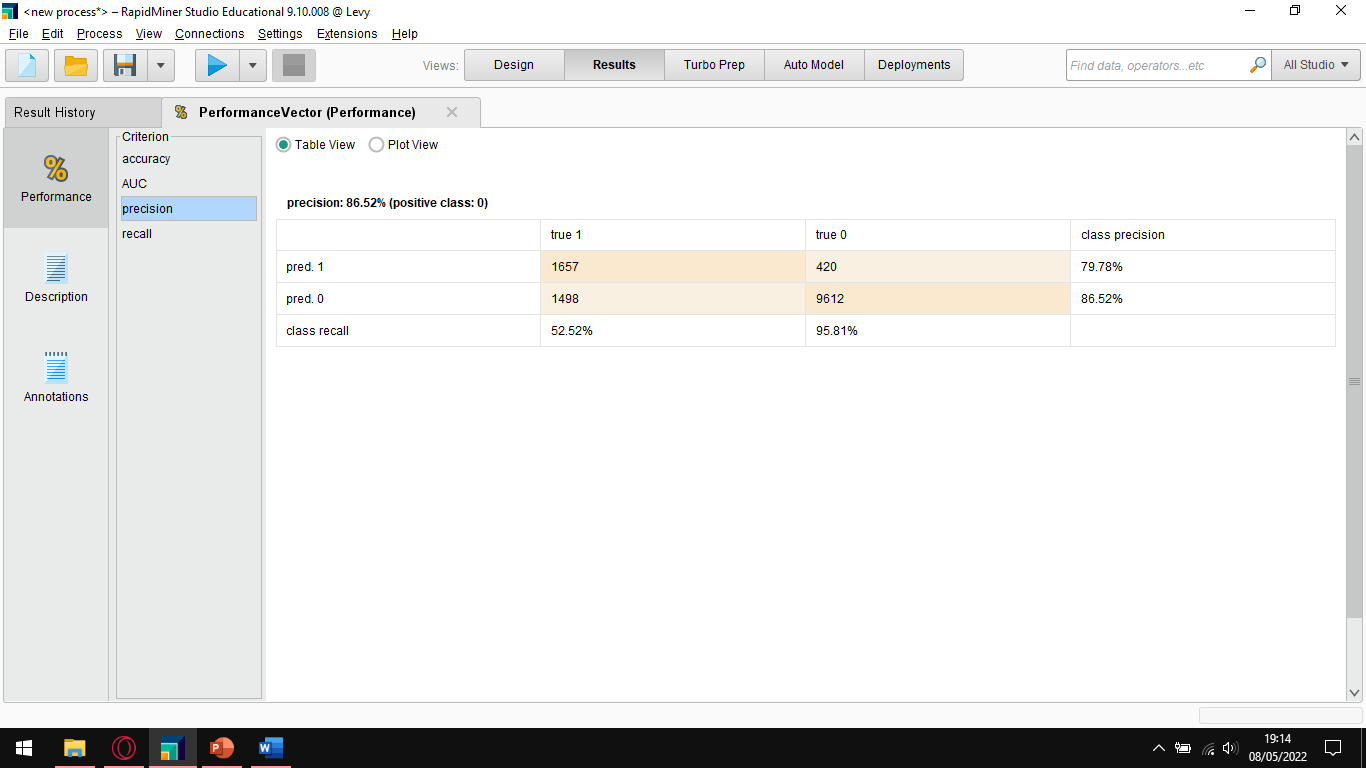 <new process*> – RapidMiner Studio Educational 9.10.008 @ Levy
File Edit Process View Connections Settings Extensions Help
Views: Design Results Turbo Prep Auto Model Deployments Find data, operators...etc All Studio
Result History % PerformanceVector (Performance)
Criterion
accuracy
AUC
precision
recall
%
Performance
Description
Annotations
Table View Plot View
precision: 86.52% (positive class: 0)
true 1 true 0 class precision
pred. 1 1657 420 79.78%
pred. 0 1498 9612 86.52%
class recall 52.52% 95.81%
P W 19:14
08/05/2022